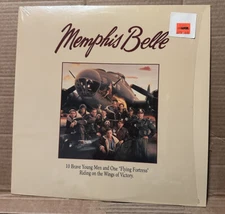 Memphis Belle
10 Brave Young Men and One "Flying Fortress"
Riding on the Wings of Victory.